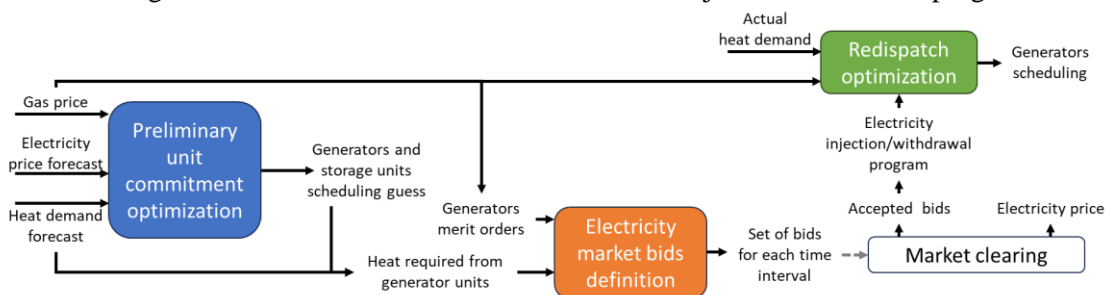 Actual
heat demand
Redispatch
optimization
Generators
scheduling
Gas price
Electricity
price forecast
Heat demand
forecast
Preliminary
unit
commitment
optimization
Generators and
storage units
scheduling guess
Generators
merit orders
Heat required from
generator units
Electricity
market bids
definition
Set of bids
for each time
interval
Electricity
injection/withdrawal
program
Accepted bids
Electricity price
Market clearing